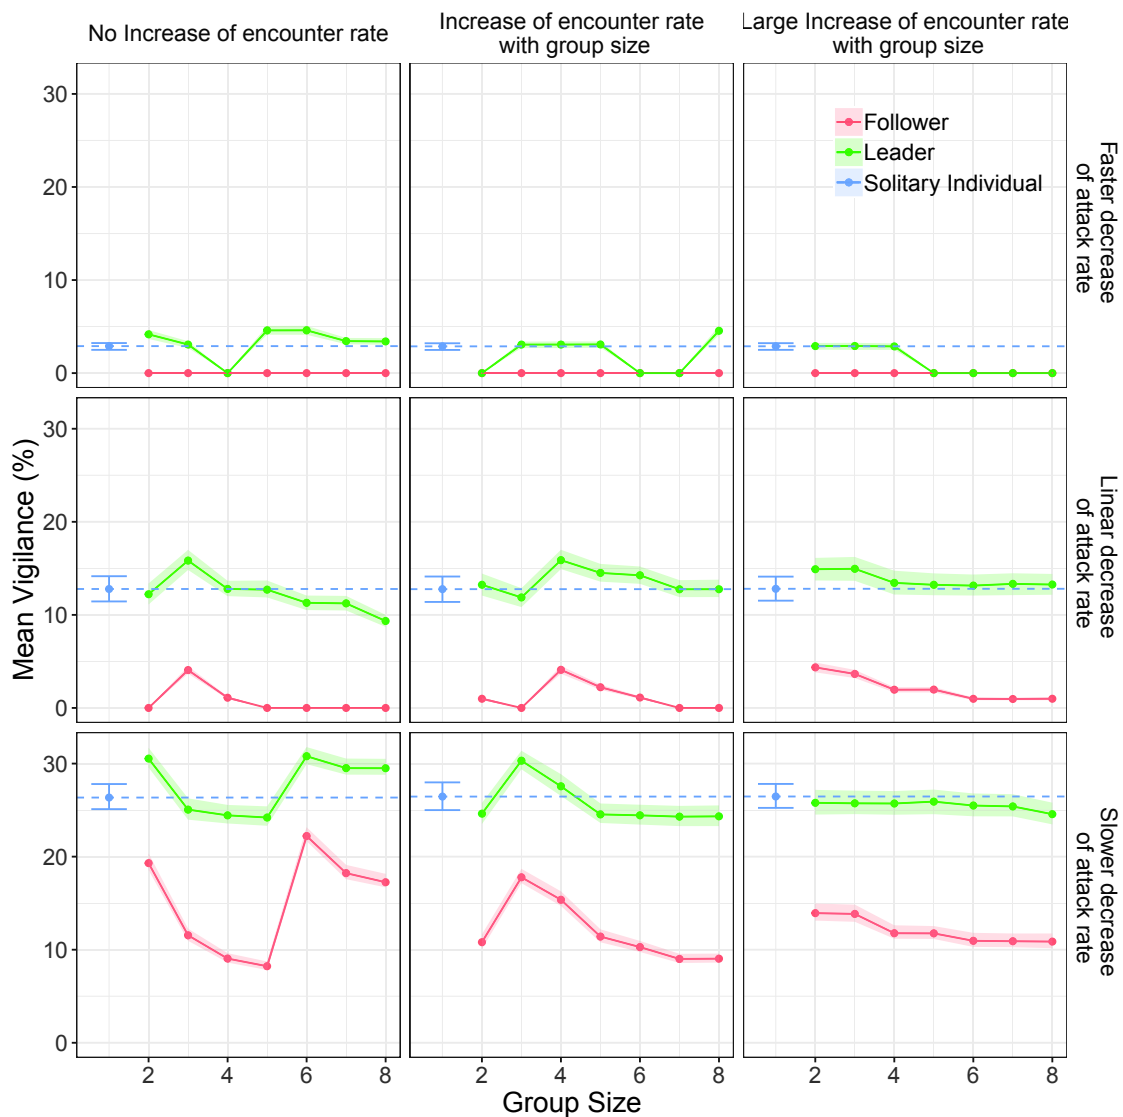 No Increase of encounter rate
Increase of encounter rate
with group size
Large Increase of encounter rate
with group size
30
20
10
0
Follower
Leader
Solitary Individual
Faster decrease
of attack rate
30
20
10
0
Linear decrease
of attack rate
30
20
10
0
Slower decrease
of attack rate
Mean Vigilance (%)
2
4
6
8
2
4
6
8
2
4
6
8
Group Size